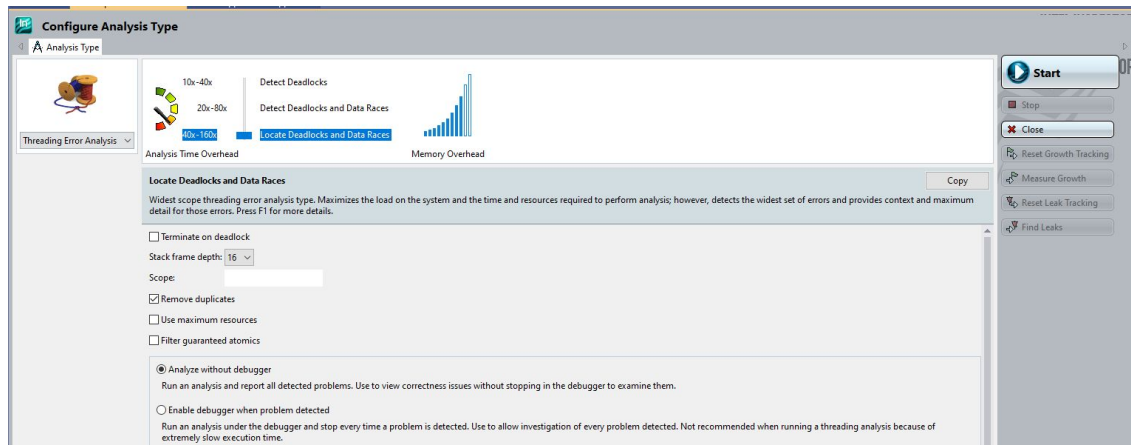 Configure Analysis Type
Analysis Type
Threading Error Analysis
10x-40x
Detect Deadlocks
20x-80x
Detect Deadlocks and Data Races
40x-160x
Locate Deadlocks and Data Races
Analysis Time Overhead
Memory Overhead
Locate Deadlocks and Data Races
Copy
Widest scope threading error analysis type. Maximizes the load on the system and the time and resources required to perform analysis; however, detects the widest set of errors and provides context and maximum
detail for those errors. Press F1 for more details.
Terminate on deadlock
Stack frame depth: 16
Scope:
Remove duplicates
Use maximum resources
Filter guaranteed atomics
Analyze without debugger
Run an analysis and report all detected problems. Use to view correctness issues without stopping in the debugger to examine them.
Enable debugger when problem detected
Run an analysis under the debugger and stop every time a problem is detected. Use to allow investigation of every problem detected. Not recommended when running a threading analysis because of
extremely slow execution time.
Start
Stop
Close
Reset Growth Tracking
Measure Growth
Reset Leak Tracking
Find Leaks